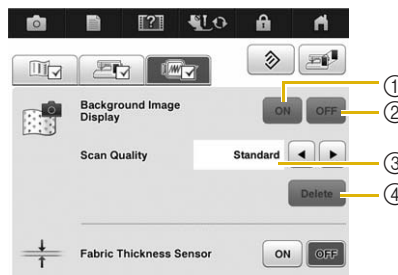 Background Image
Display
ON OFF
①
②
Scan Quality
Standard
③
Delete
④
Fabric Thickness Sensor
ON OFF